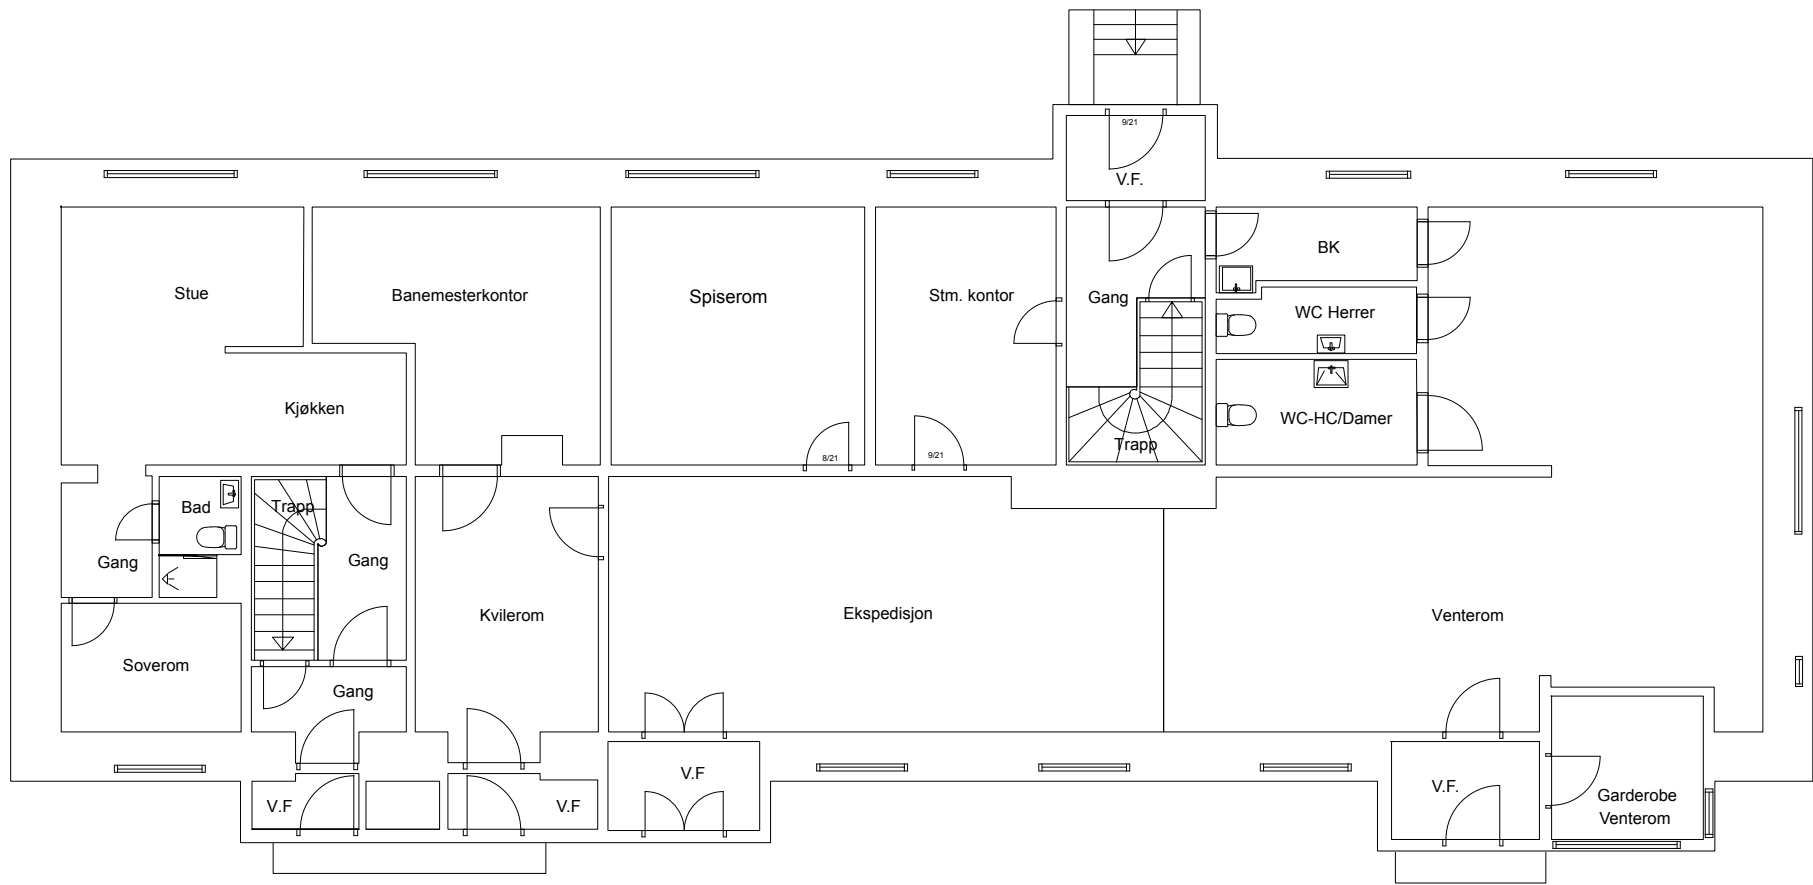 9/21
V.F.
BK
Stue
Banemesterkontor
Spiserom
Stm. kontor
Gang
WC Herrer
Kjøkken
WC-HC/Damer
Trapp
8/21
9/21
Bad
Trapp
Gang
Gang
Kvilerom
Ekspedisjon
Venterom
Soverom
Gang
V.F
V.F
V.F
V.F.
Garderobe
Venterom